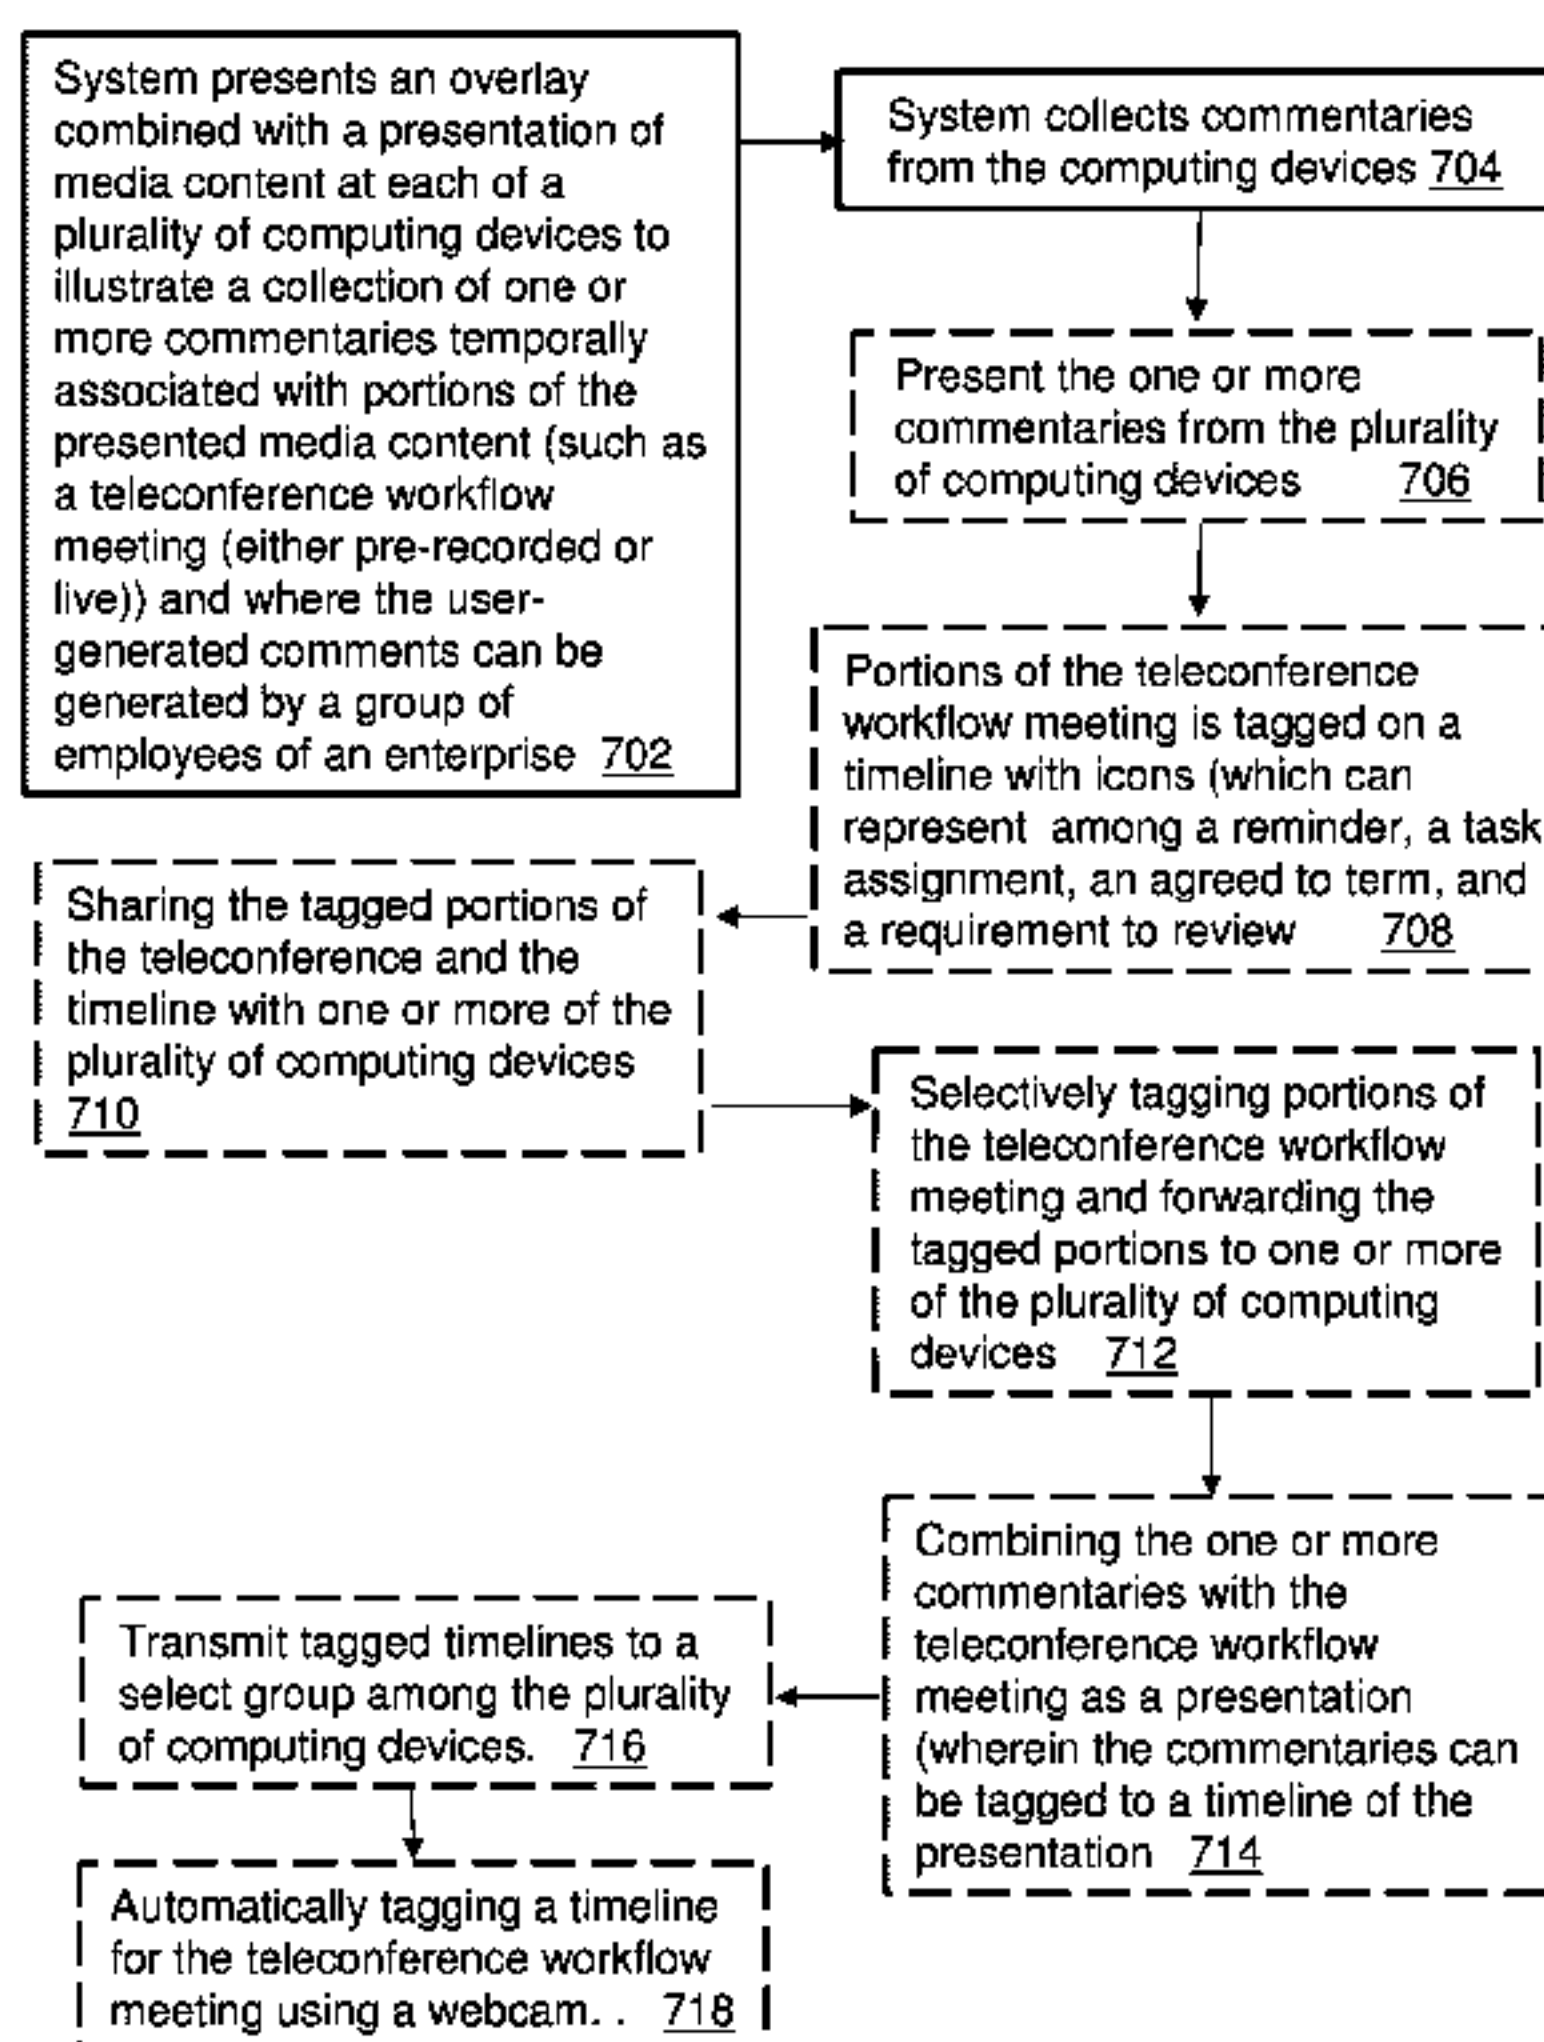 System presents an overlay
combined with a presentation of
media content at each of a
plurality of computing devices to
illustrate a collection of one or
more commentaries temporally
associated with portions of the
presented media content (such as
a teleconference workflow
meeting (either pre-recorded or
live)) and where the user-
generated comments can be
generated by a group of
employees of an enterprise 702
System collects commentaries
from the computing devices 704
Present the one or more
commentaries from the plurality
of computing devices 706
Portions of the teleconference
workflow meeting is tagged on a
timeline with icons (which can
represent among a reminder, a task
assignment, an agreed to term, and
a requirement to review 708
Sharing the tagged portions of
the teleconference and the
timeline with one or more of the
plurality of computing devices
710
Selectively tagging portions of
the teleconference workflow
meeting and forwarding the
tagged portions to one or more
of the plurality of computing
devices 712
Combining the one or more
commentaries with the
teleconference workflow
meeting as a presentation
(wherein the commentaries can
be tagged to a timeline of the
presentation 714
Transmit tagged timelines to a
select group among the plurality
of computing devices. 716
Automatically tagging a timeline
for the teleconference workflow
meeting using a webcam. . 718